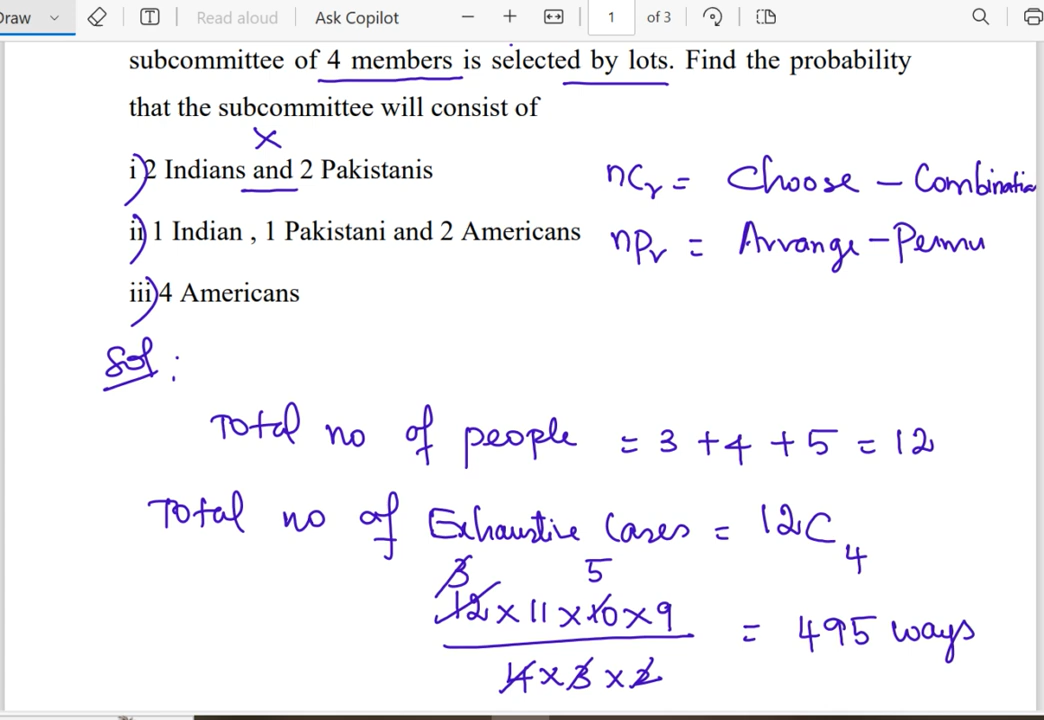 Draw Read aloud Ask Copilot 1 of 3
subcommittee of 4 members is selected by lots. Find the probability
that the subcommittee will consist of
i) 2 Indians and 2 Pakistanis
nCr = Choose - Combinatio
ii) 1 Indian , 1 Pakistani and 2 Americans
nPr = Arrange - Permu
iii) 4 Americans
Sol :
Total no of people = 3 + 4 + 5 = 12
Total no of Exhaustive Cases = 12C4
3 5
12 x 11 x 10 x 9
= 495 ways
4 x 3 x 2